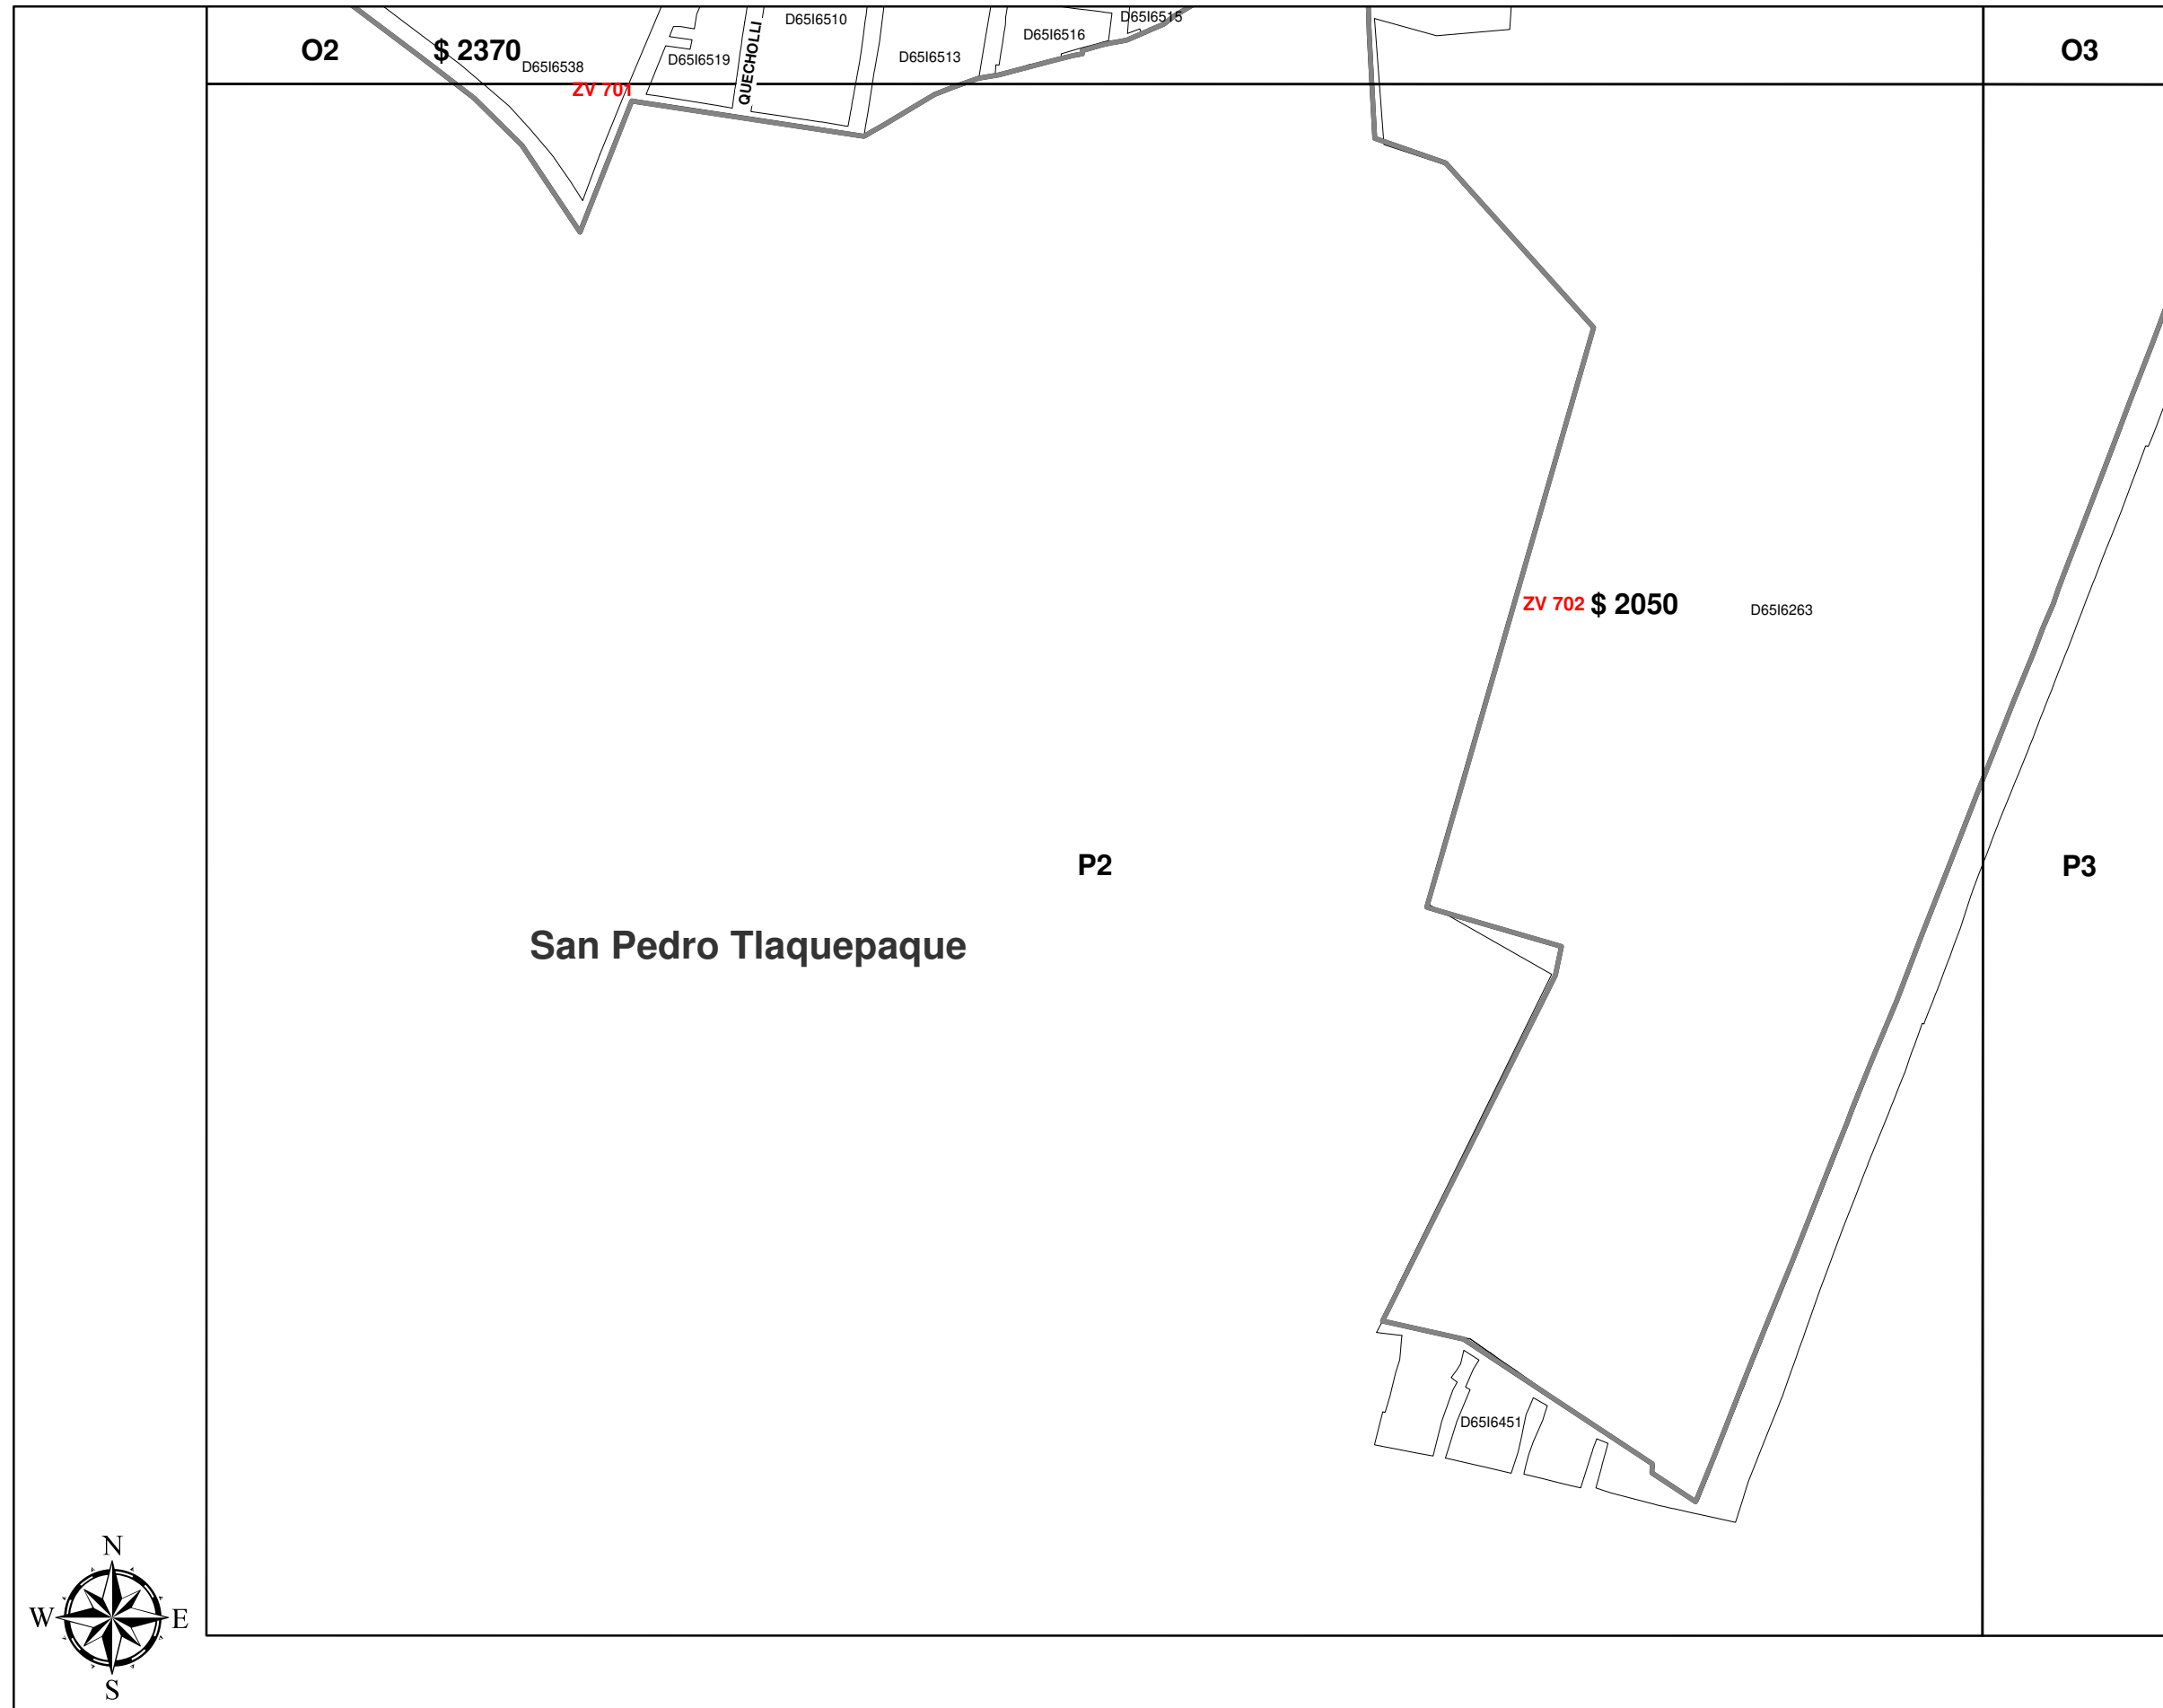 D65I6510
D65I6515
O2
$ 2370
D65I6538
D65I6519
QUECHOLLI
D65I6513
D65I6516
O3
ZV 701
ZV 702 $ 2050
D65I6263
P2
P3
San Pedro Tlaquepaque
D65I6451
N
W
E
S